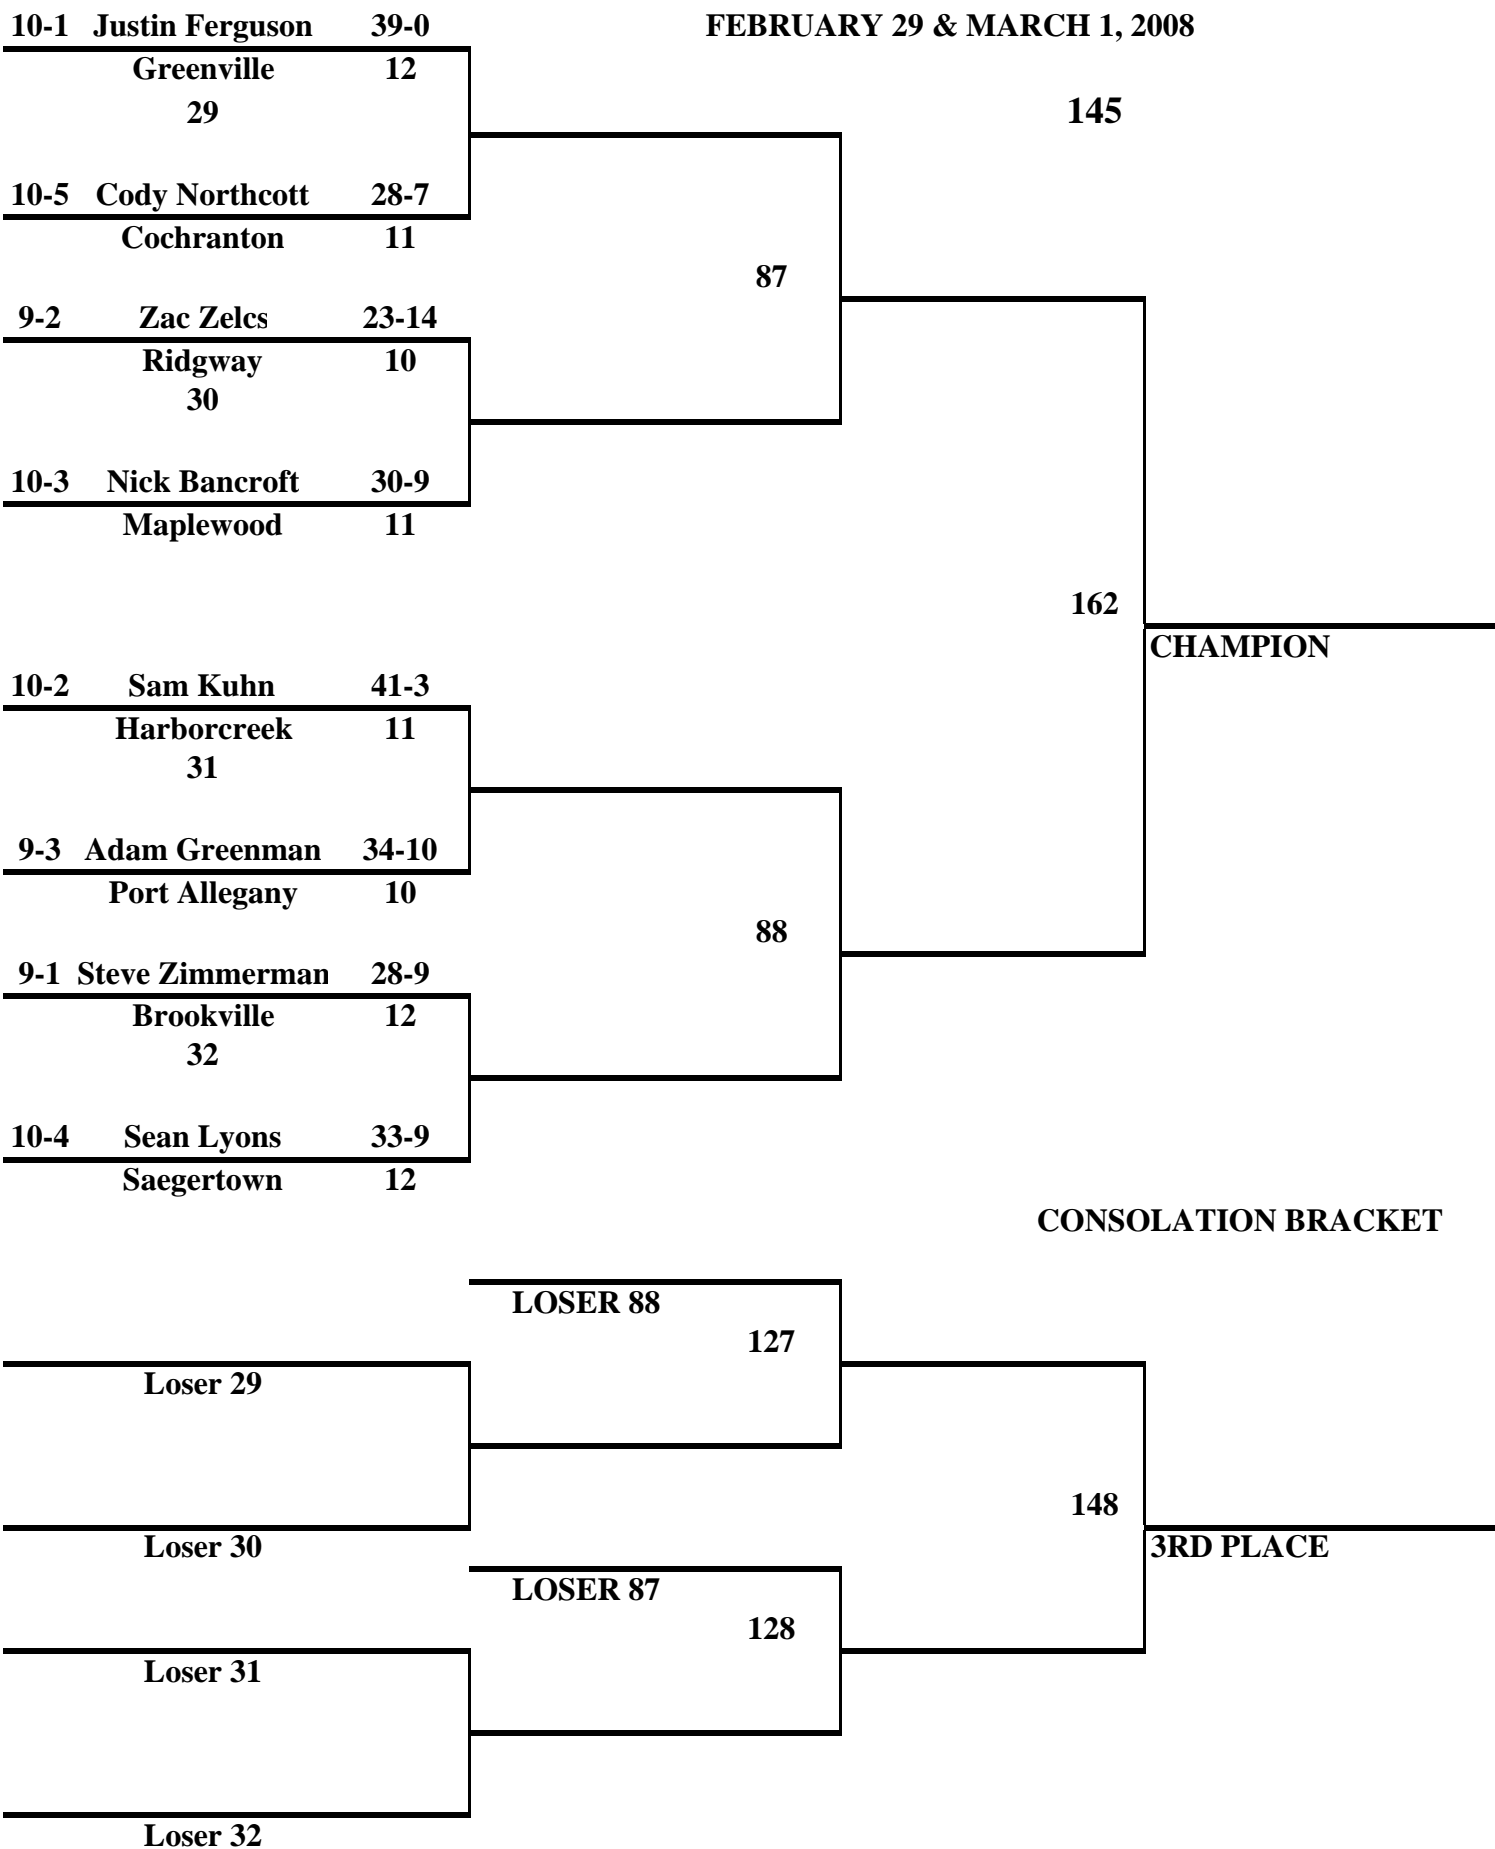 10-1 Justin Ferguson 39-0 FEBRUARY 29 & MARCH 1, 2008
Greenville 12
29 145
10-5 Cody Northcott 28-7
Cochranton 11
87
9-2 Zac Zelcs 23-14
Ridgway 10
30
10-3 Nick Bancroft 30-9
Maplewood 11
162
CHAMPION
10-2 Sam Kuhn 41-3
Harborcreek 11
31
9-3 Adam Greenman 34-10
Port Allegany 10
88
9-1 Steve Zimmerman 28-9
Brookville 12
32
10-4 Sean Lyons 33-9
Saegertown 12
CONSOLATION BRACKET
LOSER 88
127
Loser 29
148
Loser 30 3RD PLACE
LOSER 87
128
Loser 31
Loser 32